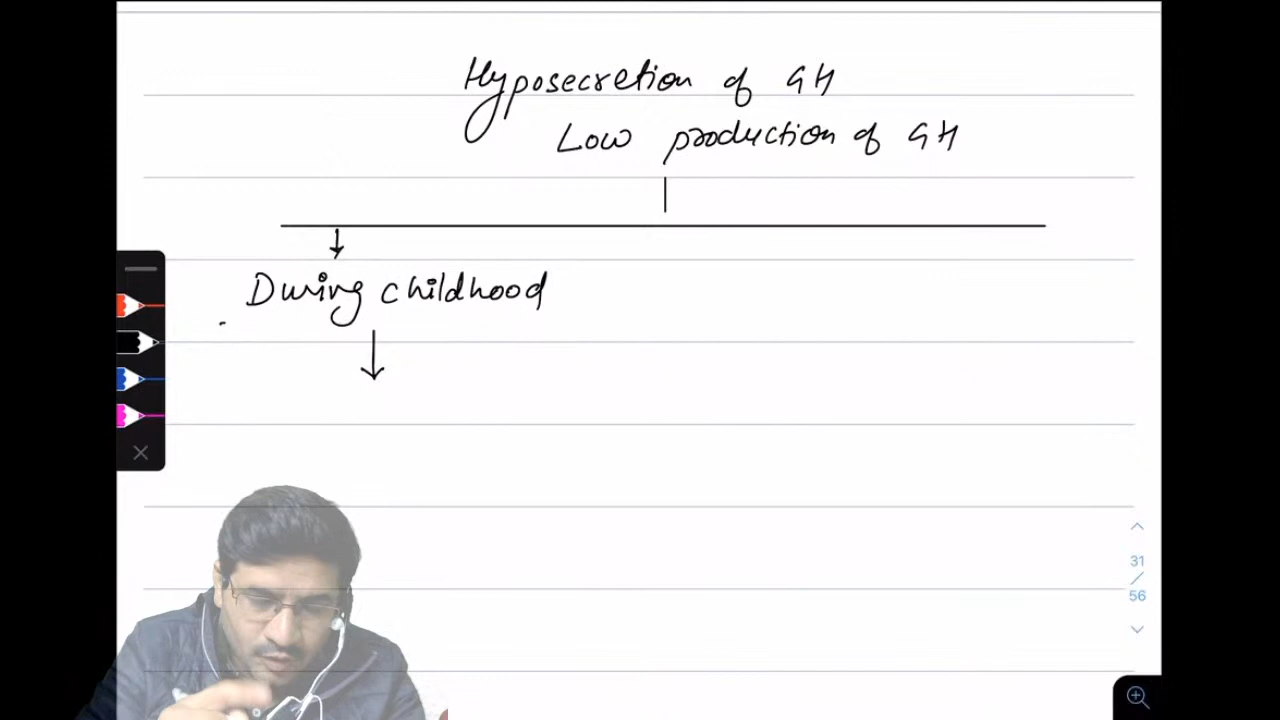 Hyposecretion of GH
Low production of GH
During childhood
31
/
56